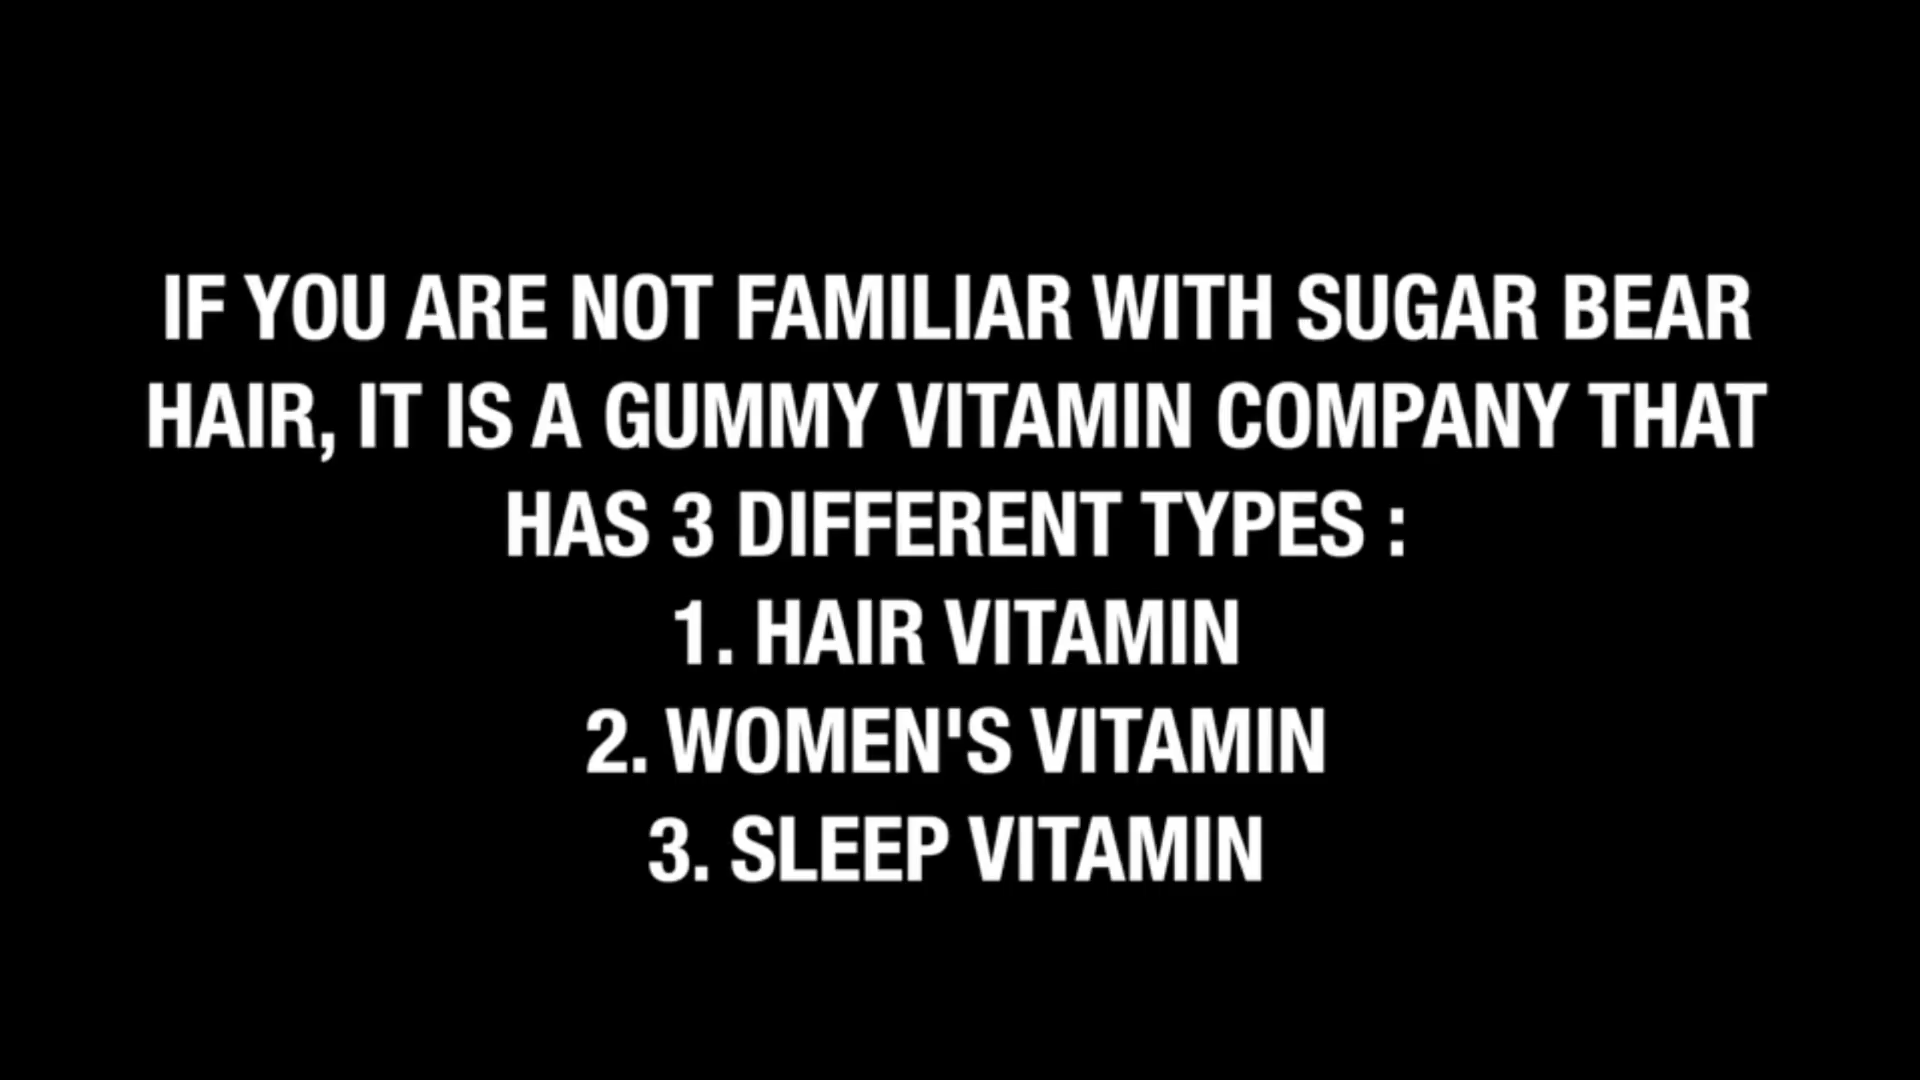 IF YOU ARE NOT FAMILIAR WITH SUGAR BEAR
HAIR, IT IS A GUMMY VITAMIN COMPANY THAT
HAS 3 DIFFERENT TYPES :
1. HAIR VITAMIN
2. WOMEN'S VITAMIN
3. SLEEP VITAMIN